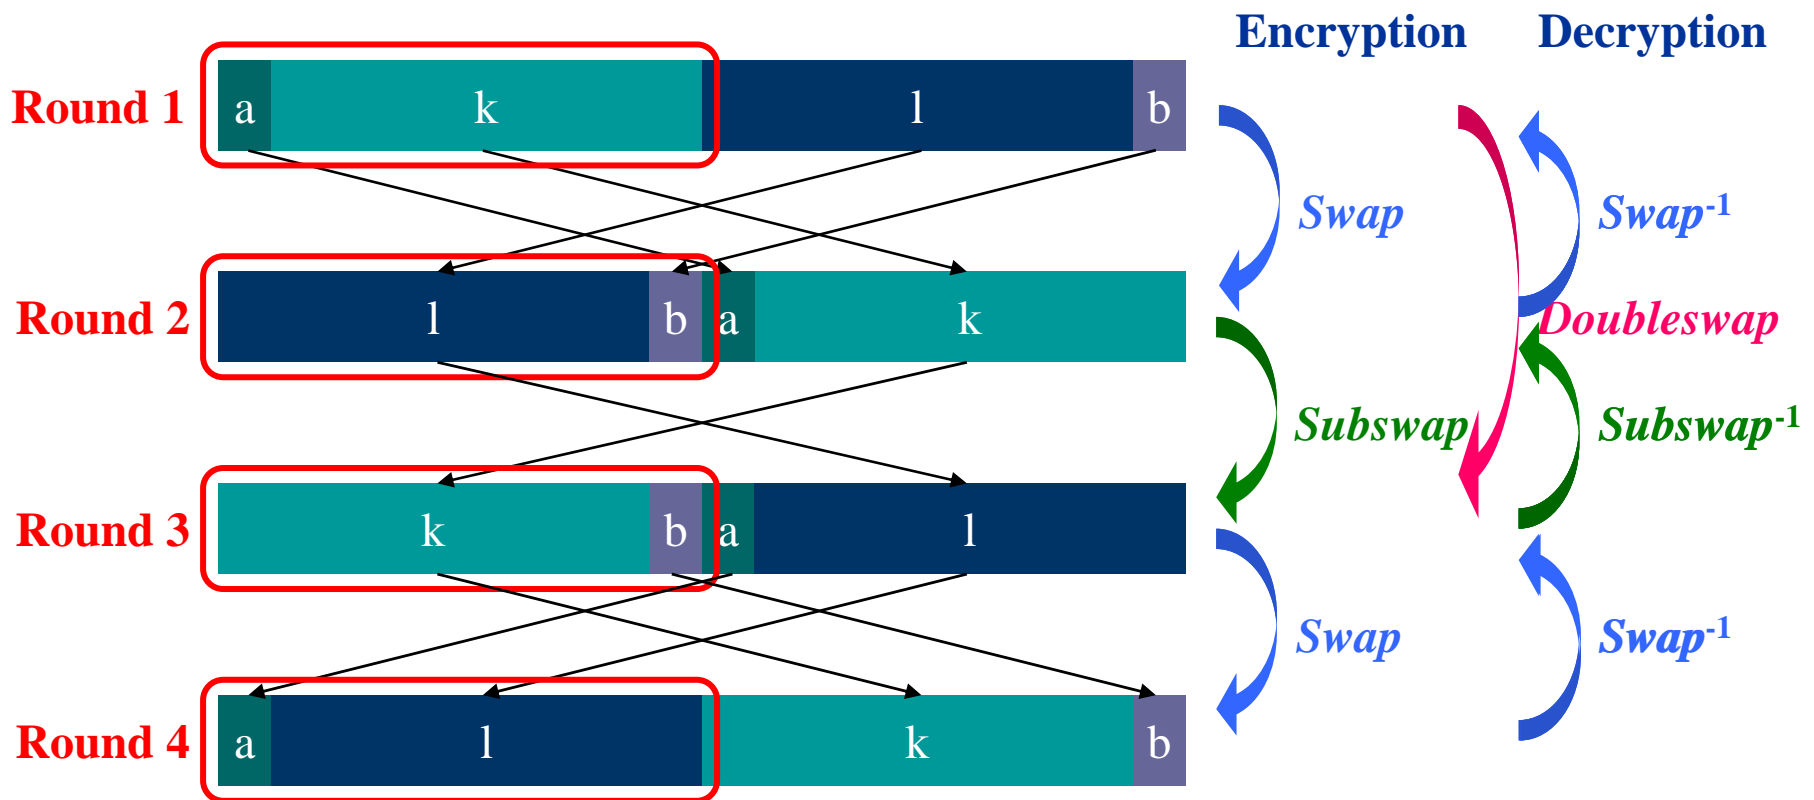 Encryption Decryption
Round 1 a k l b
Swap Swap-1
Round 2 l b a k
Doubleswap
Subswap Subswap-1
Round 3 k b a l
Swap Swap-1
Round 4 a l k b